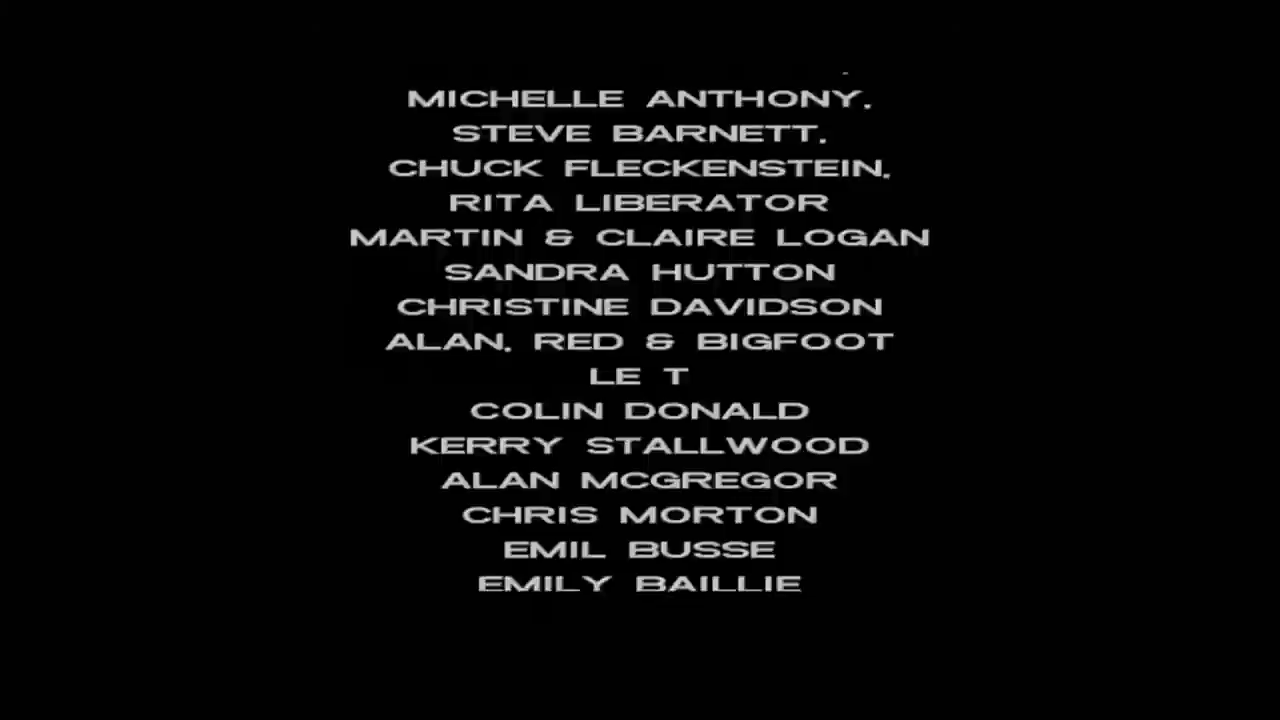 MICHELLE ANTHONY,
STEVE BARNETT,
CHUCK FLECKENSTEIN,
RITA LIBERATOR
MARTIN & CLAIRE LOGAN
SANDRA HUTTON
CHRISTINE DAVIDSON
ALAN, RED & BIGFOOT
LE T
COLIN DONALD
KERRY STALLWOOD
ALAN MCGREGOR
CHRIS MORTON
EMIL BUSSE
EMILY BAILLIE